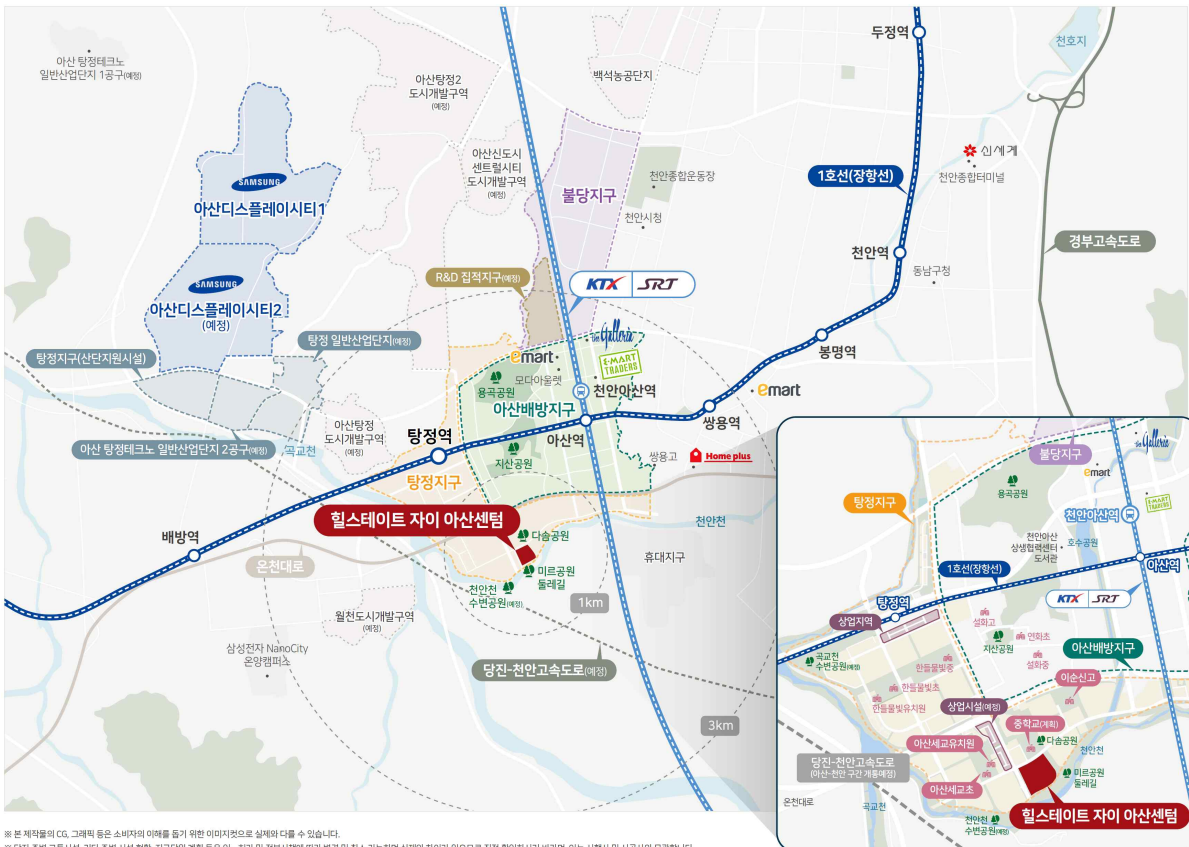 두정역
천호지
아산 탕정테크노
일반산업단지 1공구(예정)
아산탕정2
도시개발구역
(예정)
백석농공단지
신세계
천안종합터미널
SAMSUNG
아산디스플레이시티1
아산신도시
센트럴시티
도시개발구역
(예정)
불당지구
천안종합운동장
천안시청
1호선(장항선)
경부고속도로
천안역
동남구청
SAMSUNG
아산디스플레이시티2
(예정)
R&D 집적지구(예정)
KTX SRT
탕정 일반산업단지(예정)
탕정지구(산단지원시설)
emart
모다아울렛
the Galleria
E-MART
TRADERS
봉명역
용곡공원
천안아산역
emart
아산배방지구
쌍용역
아산탕정
도시개발구역
(예정)
탕정역
아산역
아산 탕정테크노 일반산업단지 2공구(예정)
곡교천
지산공원
쌍용고
Home plus
탕정지구
힐스테이트 자이 아산센텀
천안천
배방역
다솜공원
온천대로
미르공원
둘레길
휴대지구
천안천
수변공원(예정)
1km
월천도시개발구역
(예정)
삼성전자 NanoCity
온양캠퍼스
당진-천안고속도로(예정)
3km
불당지구
the Galleria
emart
탕정지구
용곡공원
E-MART
TRADERS
천안아산역
천안아산
상생협력센터
도서관
호수공원
아산역
1호선(장항선)
KTX SRT
탕정역
상업지역
설화고
연화초
지산공원
설화중
아산배방지구
곡교천
수변공원(예정)
한들물빛중
이순신고
한들물빛초
한들물빛유치원
상업시설(예정)
중학교(계획)
다솜공원
아산세교유치원
천안천
당진-천안고속도로
(아산-천안 구간 개통예정)
아산세교초
미르공원
둘레길
온천대로
곡교천
힐스테이트 자이 아산센텀
천안천
수변공원(예정)
※ 본 제작물의 CG, 그래픽 등은 소비자의 이해를 돕기 위한 이미지컷으로 실제와 다를 수 있습니다.